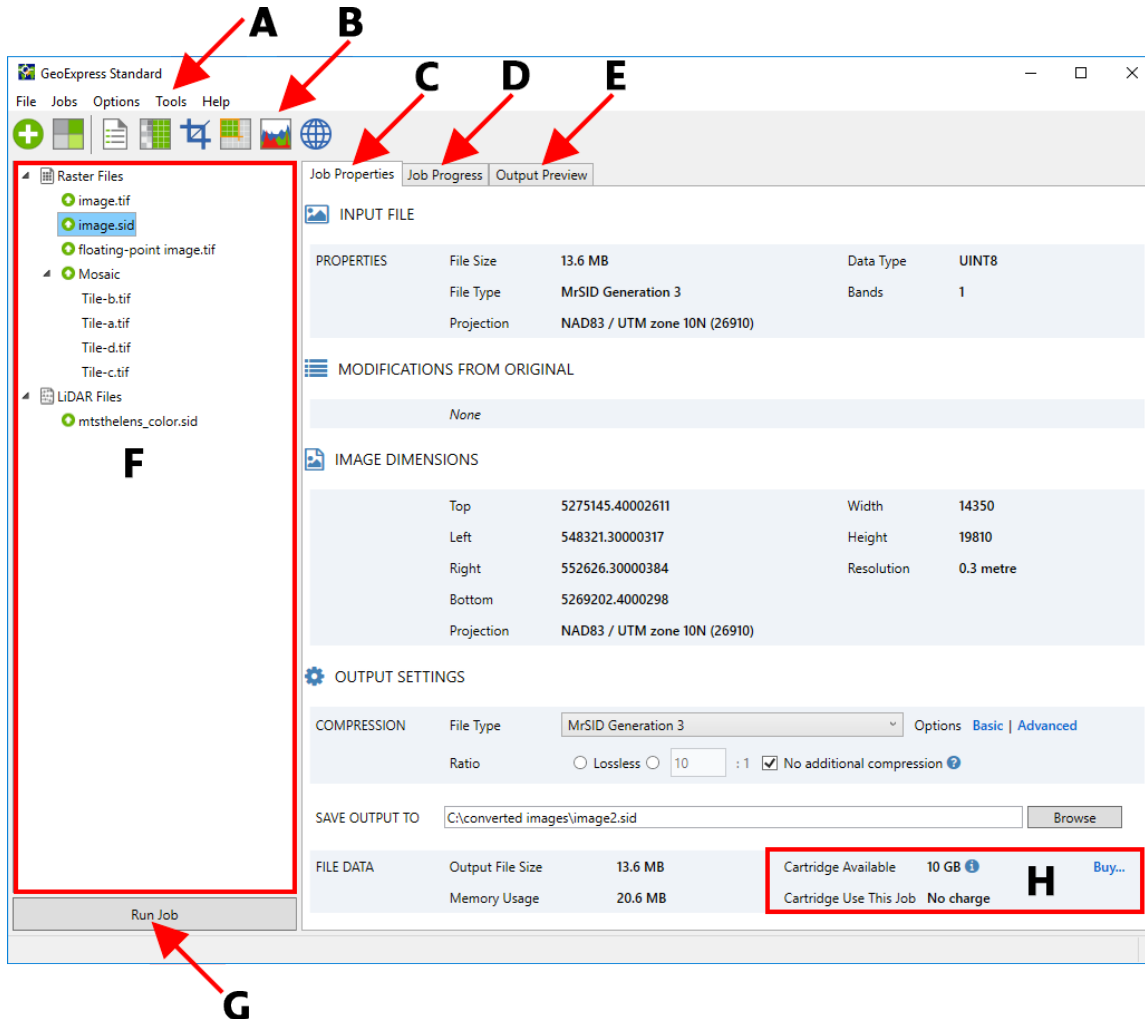 A B
GeoExpress Standard
C D E
File Jobs Options Tools Help
Job Properties Job Progress Output Preview
Raster Files
image.tif
image.sid
floating-point image.tif
Mosaic
Tile-b.tif
Tile-a.tif
Tile-d.tif
Tile-c.tif
LiDAR Files
mtsthelens_color.sid
F
INPUT FILE
PROPERTIES File Size 13.6 MB Data Type UINT8
File Type MrSID Generation 3 Bands 1
Projection NAD83 / UTM zone 10N (26910)
MODIFICATIONS FROM ORIGINAL
None
IMAGE DIMENSIONS
Top 5275145.40002611 Width 14350
Left 548321.30000317 Height 19810
Right 552626.30000384 Resolution 0.3 metre
Bottom 5269202.4000298
Projection NAD83 / UTM zone 10N (26910)
OUTPUT SETTINGS
COMPRESSION File Type MrSID Generation 3 Options Basic | Advanced
Ratio Lossless 10 : 1 No additional compression ?
SAVE OUTPUT TO C:\converted images\image2.sid Browse
FILE DATA Output File Size 13.6 MB Cartridge Available 10 GB i H Buy...
Memory Usage 20.6 MB Cartridge Use This Job No charge
Run Job
G